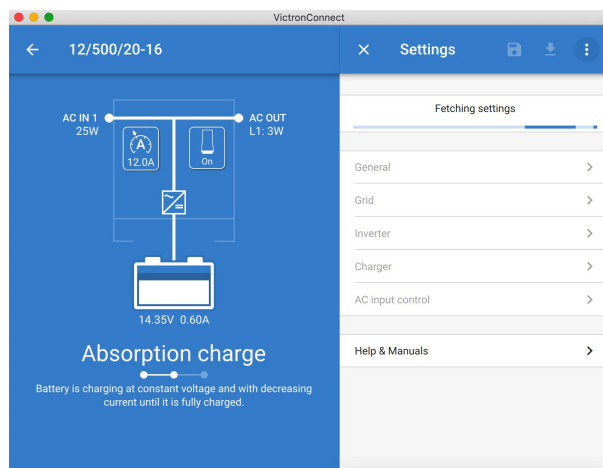 VictronConnect
12/500/20-16
Settings
AC IN 1
25W
AC OUT
L1: 3W
A
12.0A
On
14.35V 0.60A
Absorption charge
Battery is charging at constant voltage and with decreasing
current until it is fully charged.
Fetching settings
General
Grid
Inverter
Charger
AC input control
Help & Manuals